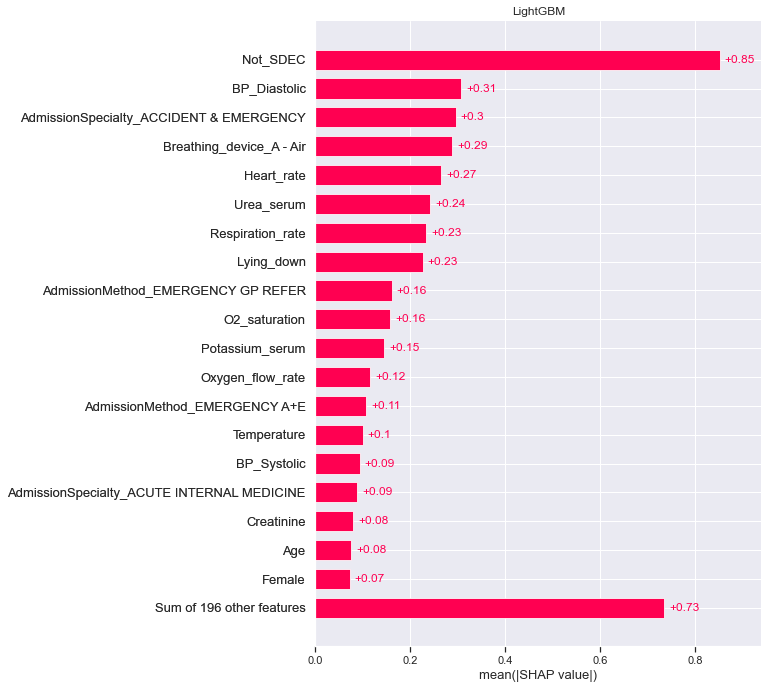 LightGBM
Not_SDEC
+0.85
BP_Diastolic
+0.31
AdmissionSpecialty_ACCIDENT & EMERGENCY
+0.3
Breathing_device_A - Air
+0.29
Heart_rate
+0.27
Urea_serum
+0.24
Respiration_rate
+0.23
Lying_down
+0.23
AdmissionMethod_EMERGENCY GP REFER
+0.16
O2_saturation
+0.16
Potassium_serum
+0.15
Oxygen_flow_rate
+0.12
AdmissionMethod_EMERGENCY A+E
+0.11
Temperature
+0.1
BP_Systolic
+0.09
AdmissionSpecialty_ACUTE INTERNAL MEDICINE
+0.09
Creatinine
+0.08
Age
+0.08
Female
+0.07
Sum of 196 other features
+0.73
0.0 0.2 0.4 0.6 0.8
mean(|SHAP value|)